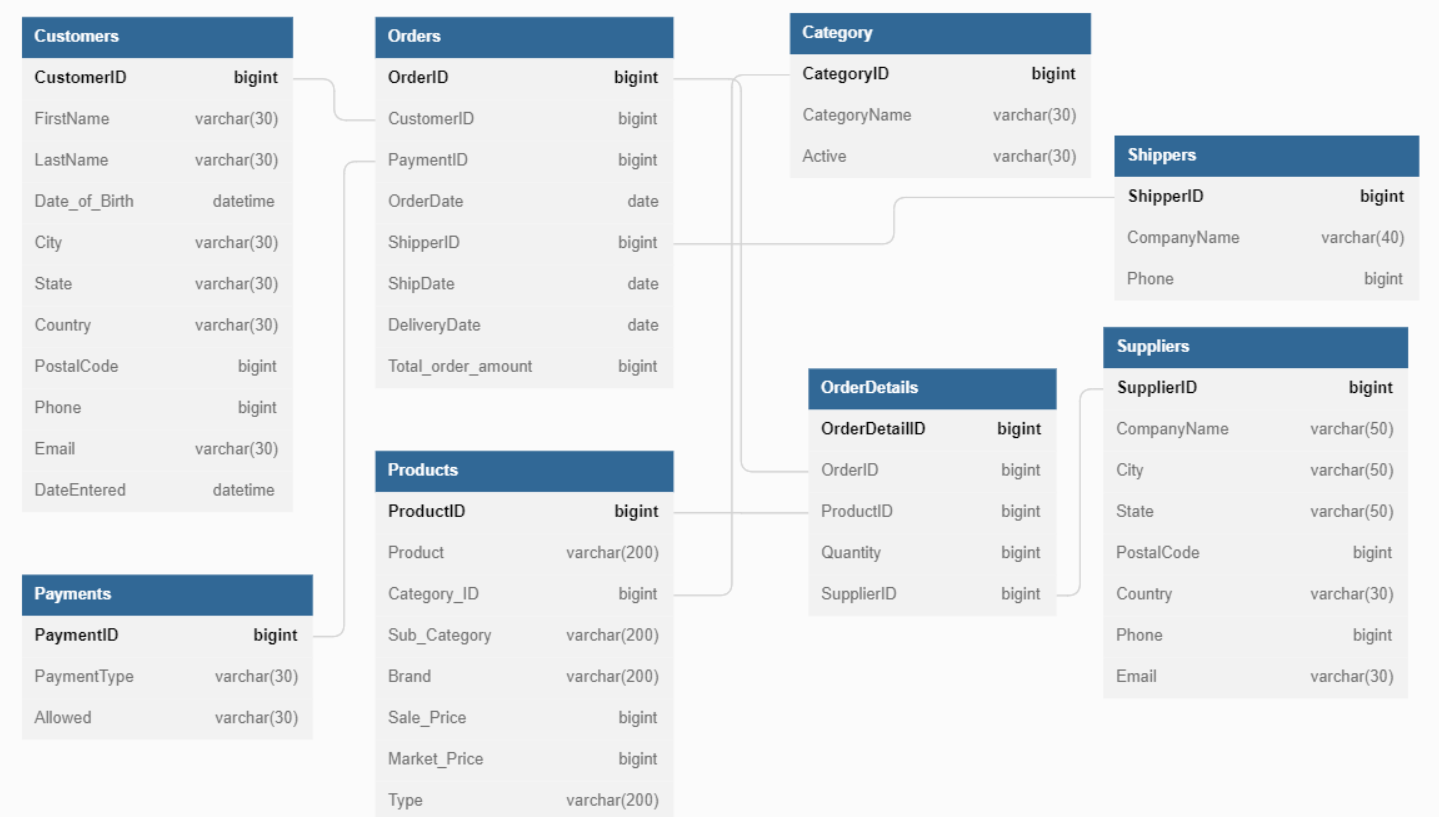 Customers
CustomerID bigint
FirstName varchar(30)
LastName varchar(30)
Date_of_Birth datetime
City varchar(30)
State varchar(30)
Country varchar(30)
PostalCode bigint
Phone bigint
Email varchar(30)
DateEntered datetime
Payments
PaymentID bigint
PaymentType varchar(30)
Allowed varchar(30)
Orders
OrderID bigint
CustomerID bigint
PaymentID bigint
OrderDate date
ShipperID bigint
ShipDate date
DeliveryDate date
Total_order_amount bigint
Products
ProductID bigint
Product varchar(200)
Category_ID bigint
Sub_Category varchar(200)
Brand varchar(200)
Sale_Price bigint
Market_Price bigint
Type varchar(200)
Category
CategoryID bigint
CategoryName varchar(30)
Active varchar(30)
OrderDetails
OrderDetailID bigint
OrderID bigint
ProductID bigint
Quantity bigint
SupplierID bigint
Shippers
ShipperID bigint
CompanyName varchar(40)
Phone bigint
Suppliers
SupplierID bigint
CompanyName varchar(50)
City varchar(50)
State varchar(50)
PostalCode bigint
Country varchar(30)
Phone bigint
Email varchar(30)